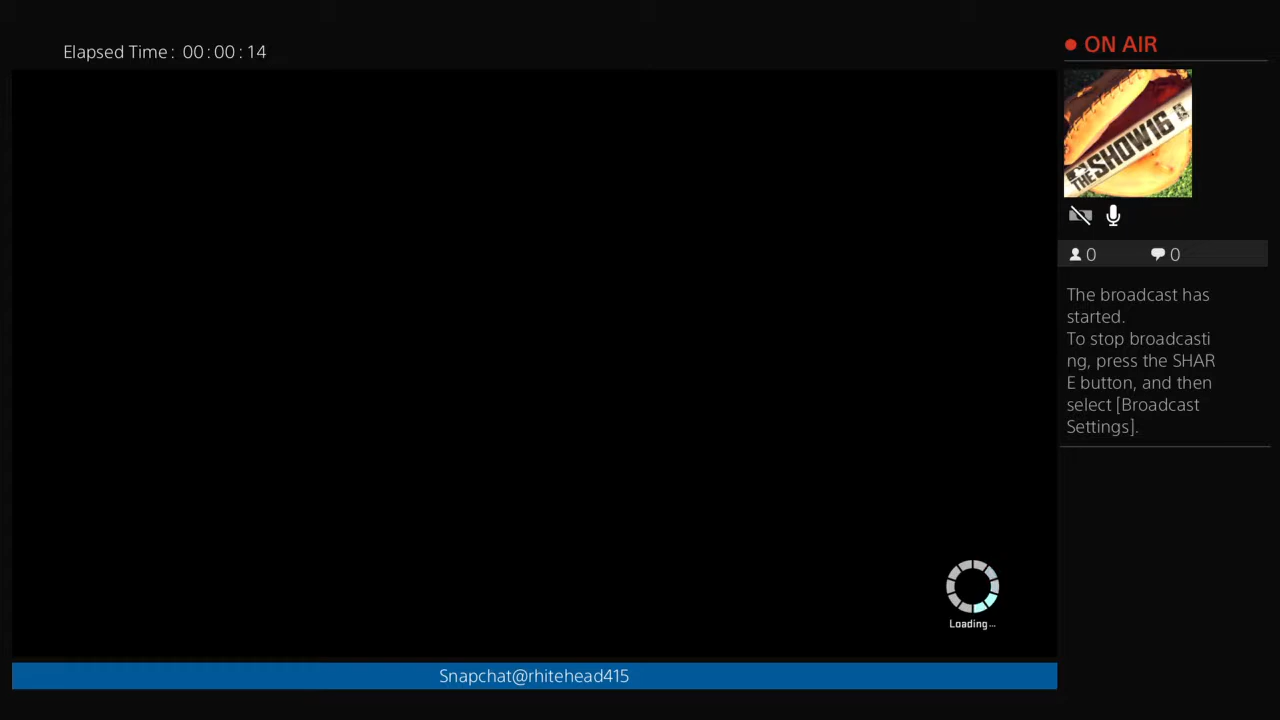 Elapsed Time: 00:00:14
ON AIR
THE SHOW 16
0 0
The broadcast has
started.
To stop broadcasti
ng, press the SHAR
E button, and then
select [Broadcast
Settings].
Loading...
Snapchat@rhitehead415